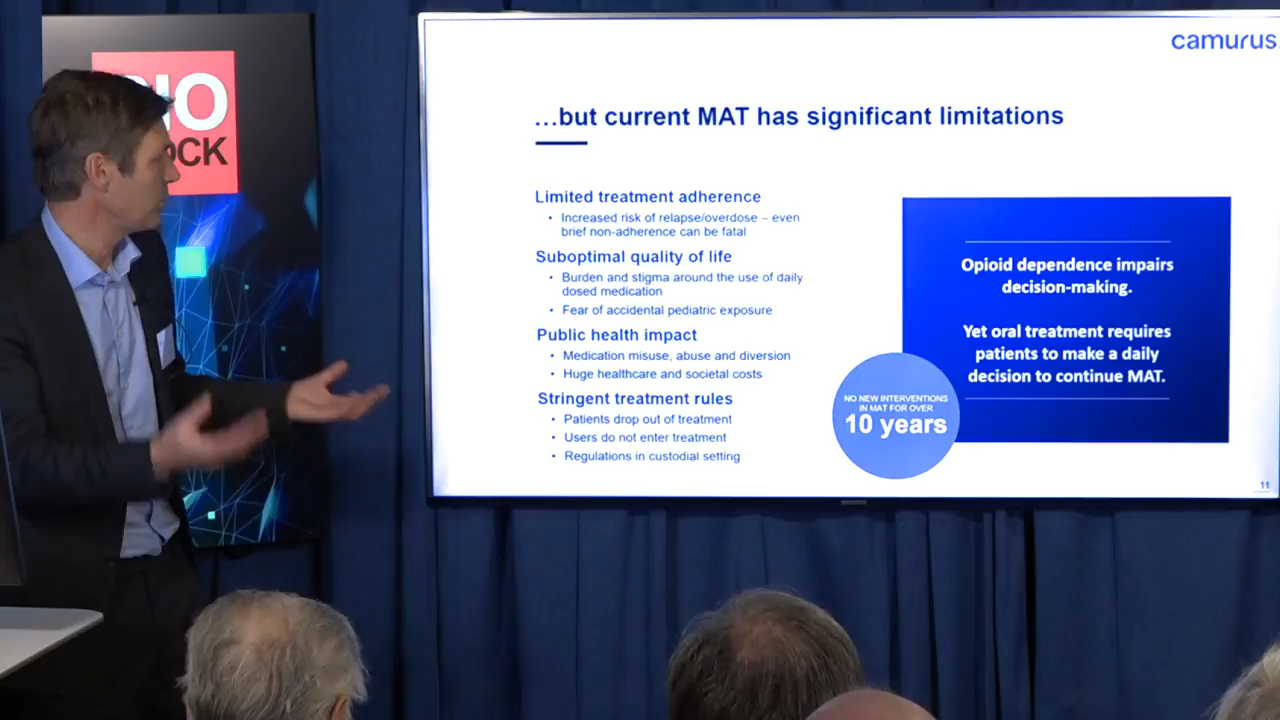 camurus
...but current MAT has significant limitations
Limited treatment adherence
• Increased risk of relapse/overdose – even
brief non-adherence can be fatal
Suboptimal quality of life
• Burden and stigma around the use of daily
dosed medication
• Fear of accidental pediatric exposure
Public health impact
• Medication misuse, abuse and diversion
• Huge healthcare and societal costs
Stringent treatment rules
• Patients drop out of treatment
• Users do not enter treatment
• Regulations in custodial setting
Opioid dependence impairs
decision-making.
Yet oral treatment requires
patients to make a daily
decision to continue MAT.
NO NEW INTERVENTIONS
IN MAT FOR OVER
10 years
11